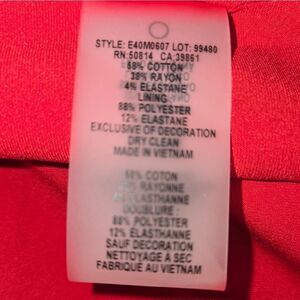 STYLE: E40M0607 LOT: 99480
RN: 50814 CA: 39861
58% COTTON
38% RAYON
4% ELASTANE
LINING:
88% POLYESTER
12% ELASTANE
EXCLUSIVE OF DECORATION
DRY CLEAN
MADE IN VIETNAM
58% COTON
RAYONNE
ELASTHANNE
DOUBLURE:
88% POLYESTER
12% ELASTHANNE
SAUF DECORATION
NETTOYAGE A SEC
FABRIQUE AU VIETNAM